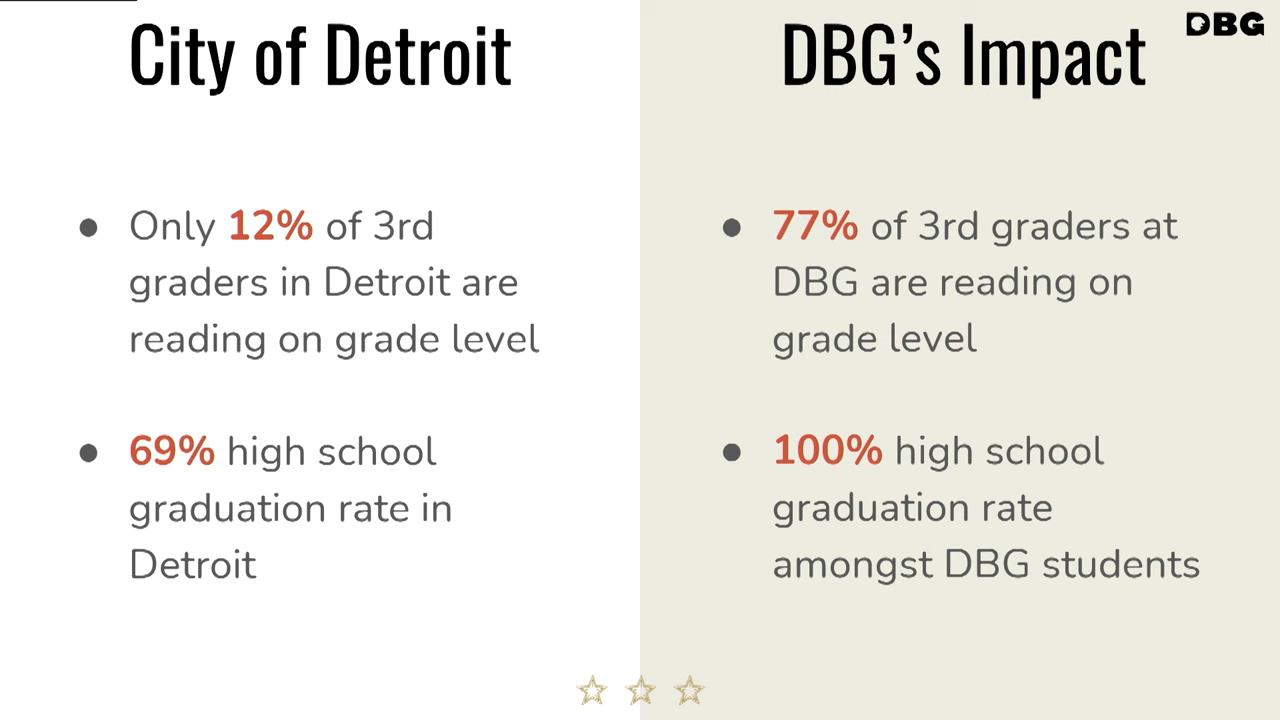 City of Detroit
Only 12% of 3rd
graders in Detroit are
reading on grade level
69% high school
graduation rate in
Detroit
DBG
DBG’s Impact
77% of 3rd graders at
DBG are reading on
grade level
100% high school
graduation rate
amongst DBG students